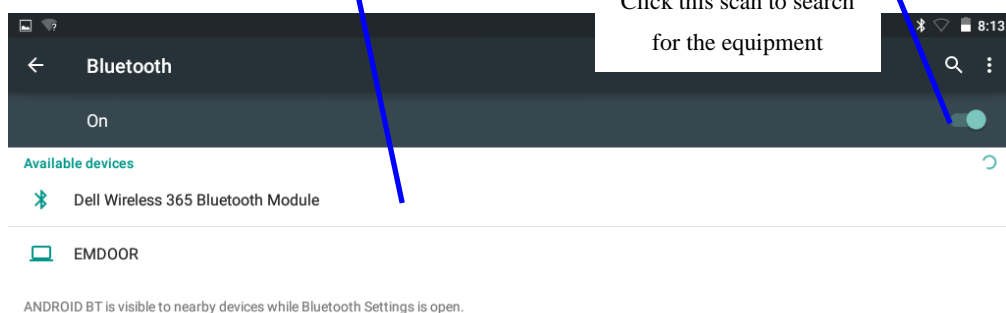 Click this scan to search
for the equipment
8:13
Bluetooth
On
Available devices
Dell Wireless 365 Bluetooth Module
EMDOOR
ANDROID BT is visible to nearby devices while Bluetooth Settings is open.